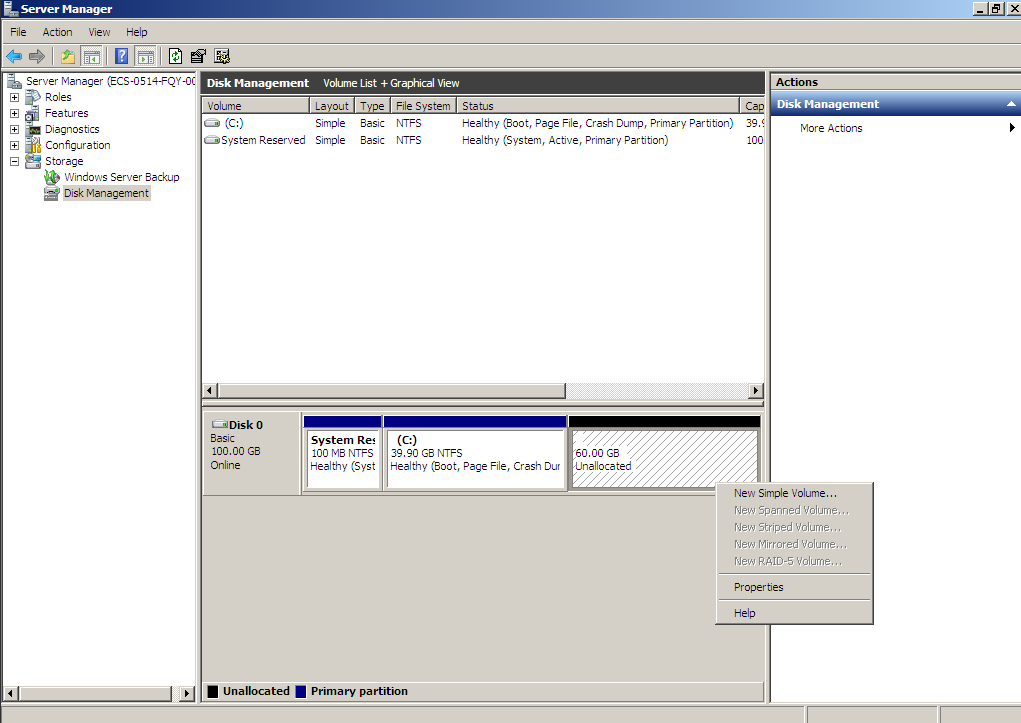 Server Manager
File Action View Help
Server Manager (ECS-0514-FQY-00
Roles
Features
Diagnostics
Configuration
Storage
Windows Server Backup
Disk Management
Disk Management Volume List + Graphical View
Volume Layout Type File System Status Cap
(C:) Simple Basic NTFS Healthy (Boot, Page File, Crash Dump, Primary Partition) 39.9
System Reserved Simple Basic NTFS Healthy (System, Active, Primary Partition) 100
Disk 0
Basic
100.00 GB
Online
System Res
100 MB NTFS
Healthy (Syst
(C:)
39.90 GB NTFS
Healthy (Boot, Page File, Crash Dur
60.00 GB
Unallocated
New Simple Volume...
New Spanned Volume...
New Striped Volume...
New Mirrored Volume...
New RAID-5 Volume...
Properties
Help
Unallocated Primary partition
Actions
Disk Management
More Actions